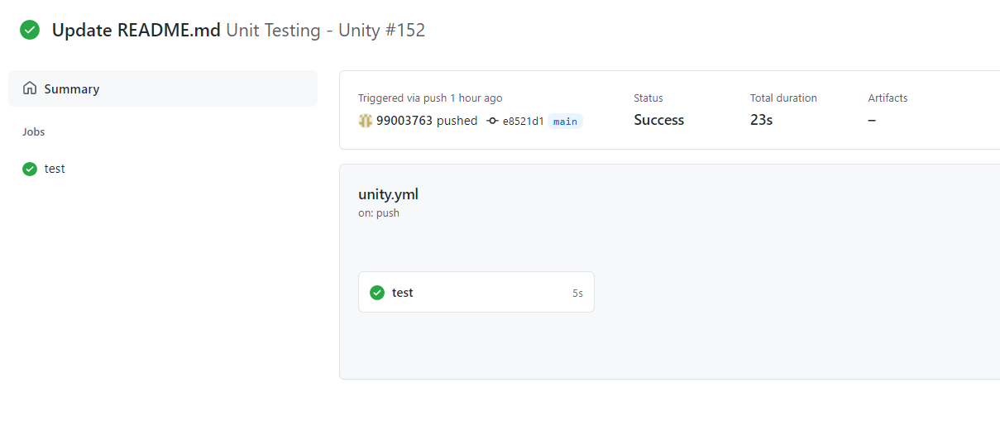 Update README.md Unit Testing - Unity #152
Summary
Jobs
test
Triggered via push 1 hour ago
99003763 pushed e8521d1 main
Status
Success
Total duration
23s
Artifacts
–
unity.yml
on: push
test 5s